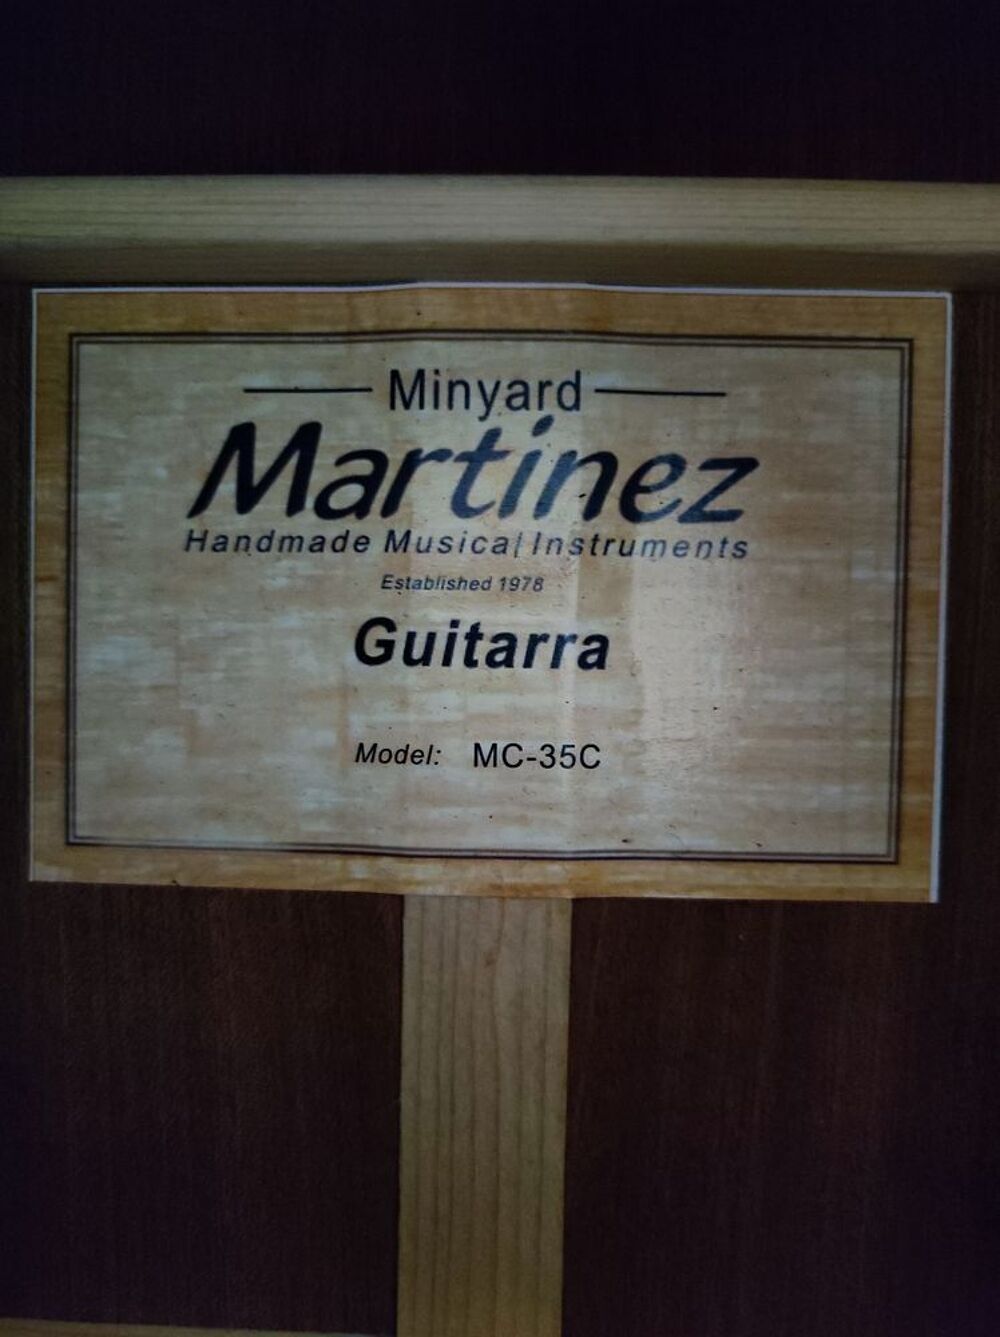 Minyard
Martinez
Handmade Musical Instruments
Established 1978
Guitarra
Model: MC-35C